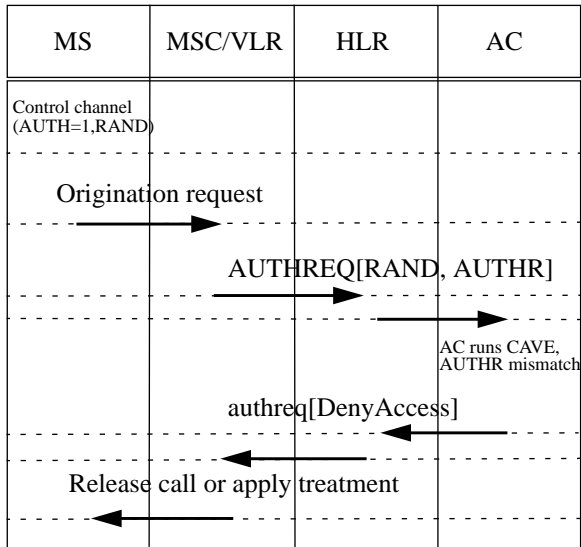 MS MSC/VLR HLR AC
Control channel
(AUTH=1,RAND)
Origination request
AUTHREQ[RAND, AUTHR]
AC runs CAVE,
AUTHR mismatch
authreq[DenyAccess]
Release call or apply treatment